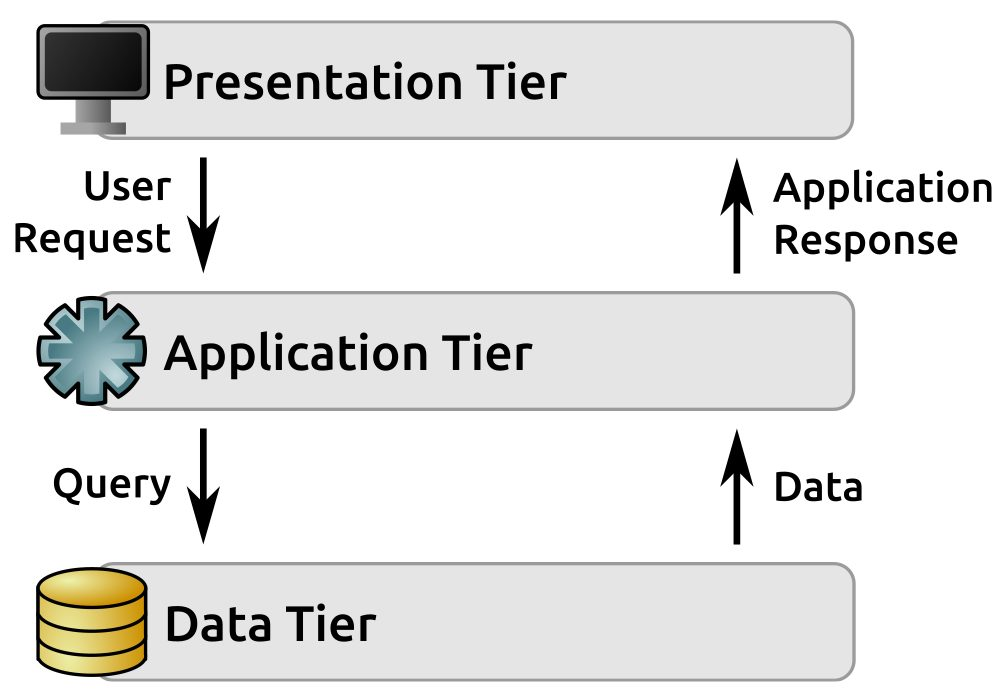 Presentation Tier
User
Request
Application
Response
Application Tier
Query
Data
Data Tier